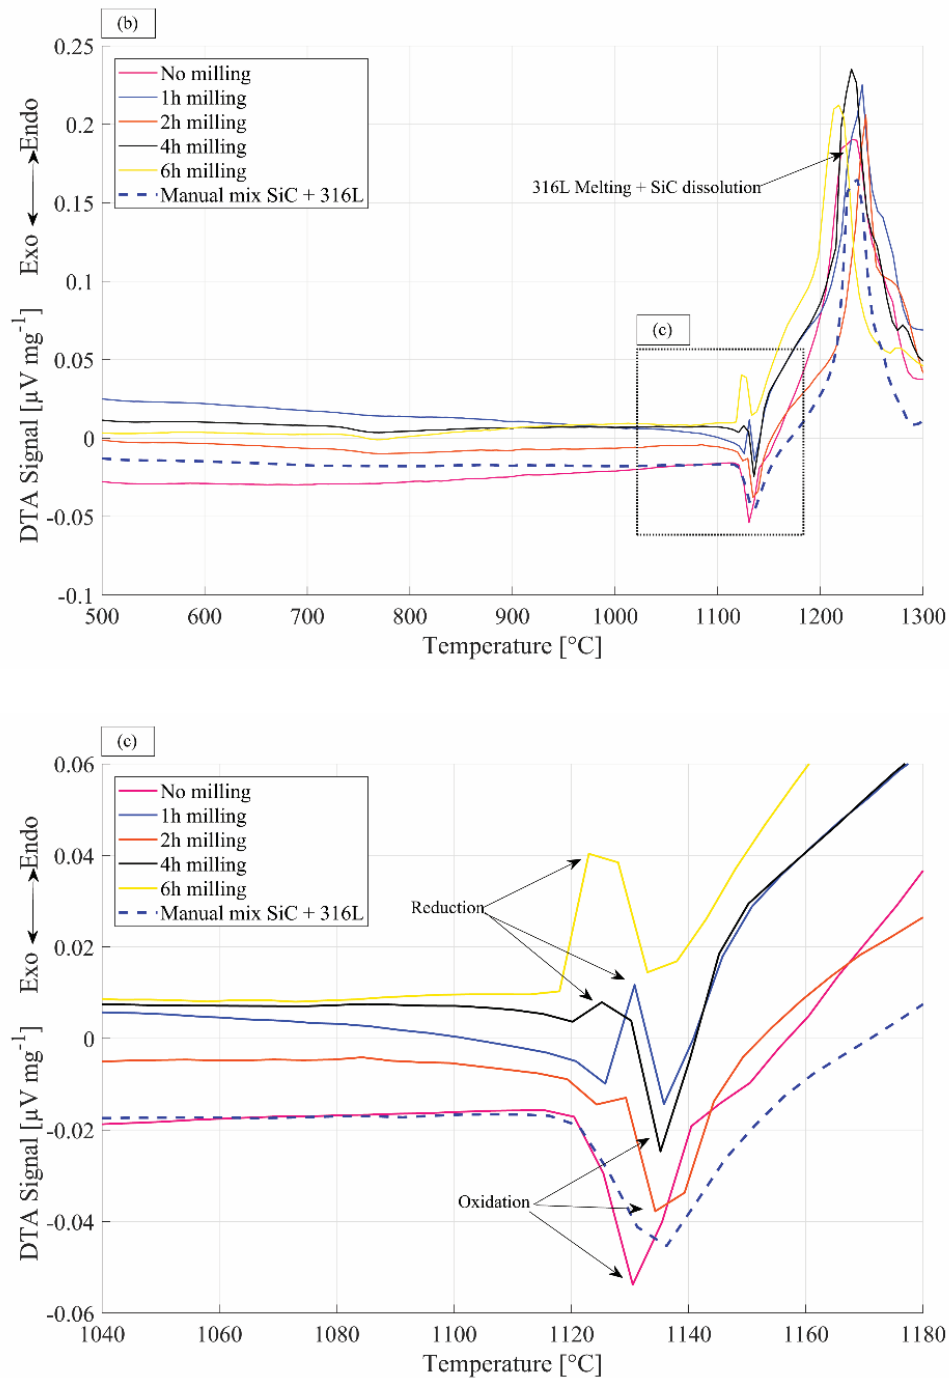 (b)
0.25
0.2
0.15
0.1
0.05
0
-0.05
-0.1
Exo Endo
DTA Signal [µV mg⁻¹]
No milling
1h milling
2h milling
4h milling
6h milling
Manual mix SiC + 316L
316L Melting + SiC dissolution
(c)
500 600 700 800 900 1000 1100 1200 1300
Temperature [°C]
(c)
0.06
0.04
0.02
0
-0.02
-0.04
-0.06
Exo Endo
DTA Signal [µV mg⁻¹]
No milling
1h milling
2h milling
4h milling
6h milling
Manual mix SiC + 316L
Reduction
Oxidation
1040 1060 1080 1100 1120 1140 1160 1180
Temperature [°C]